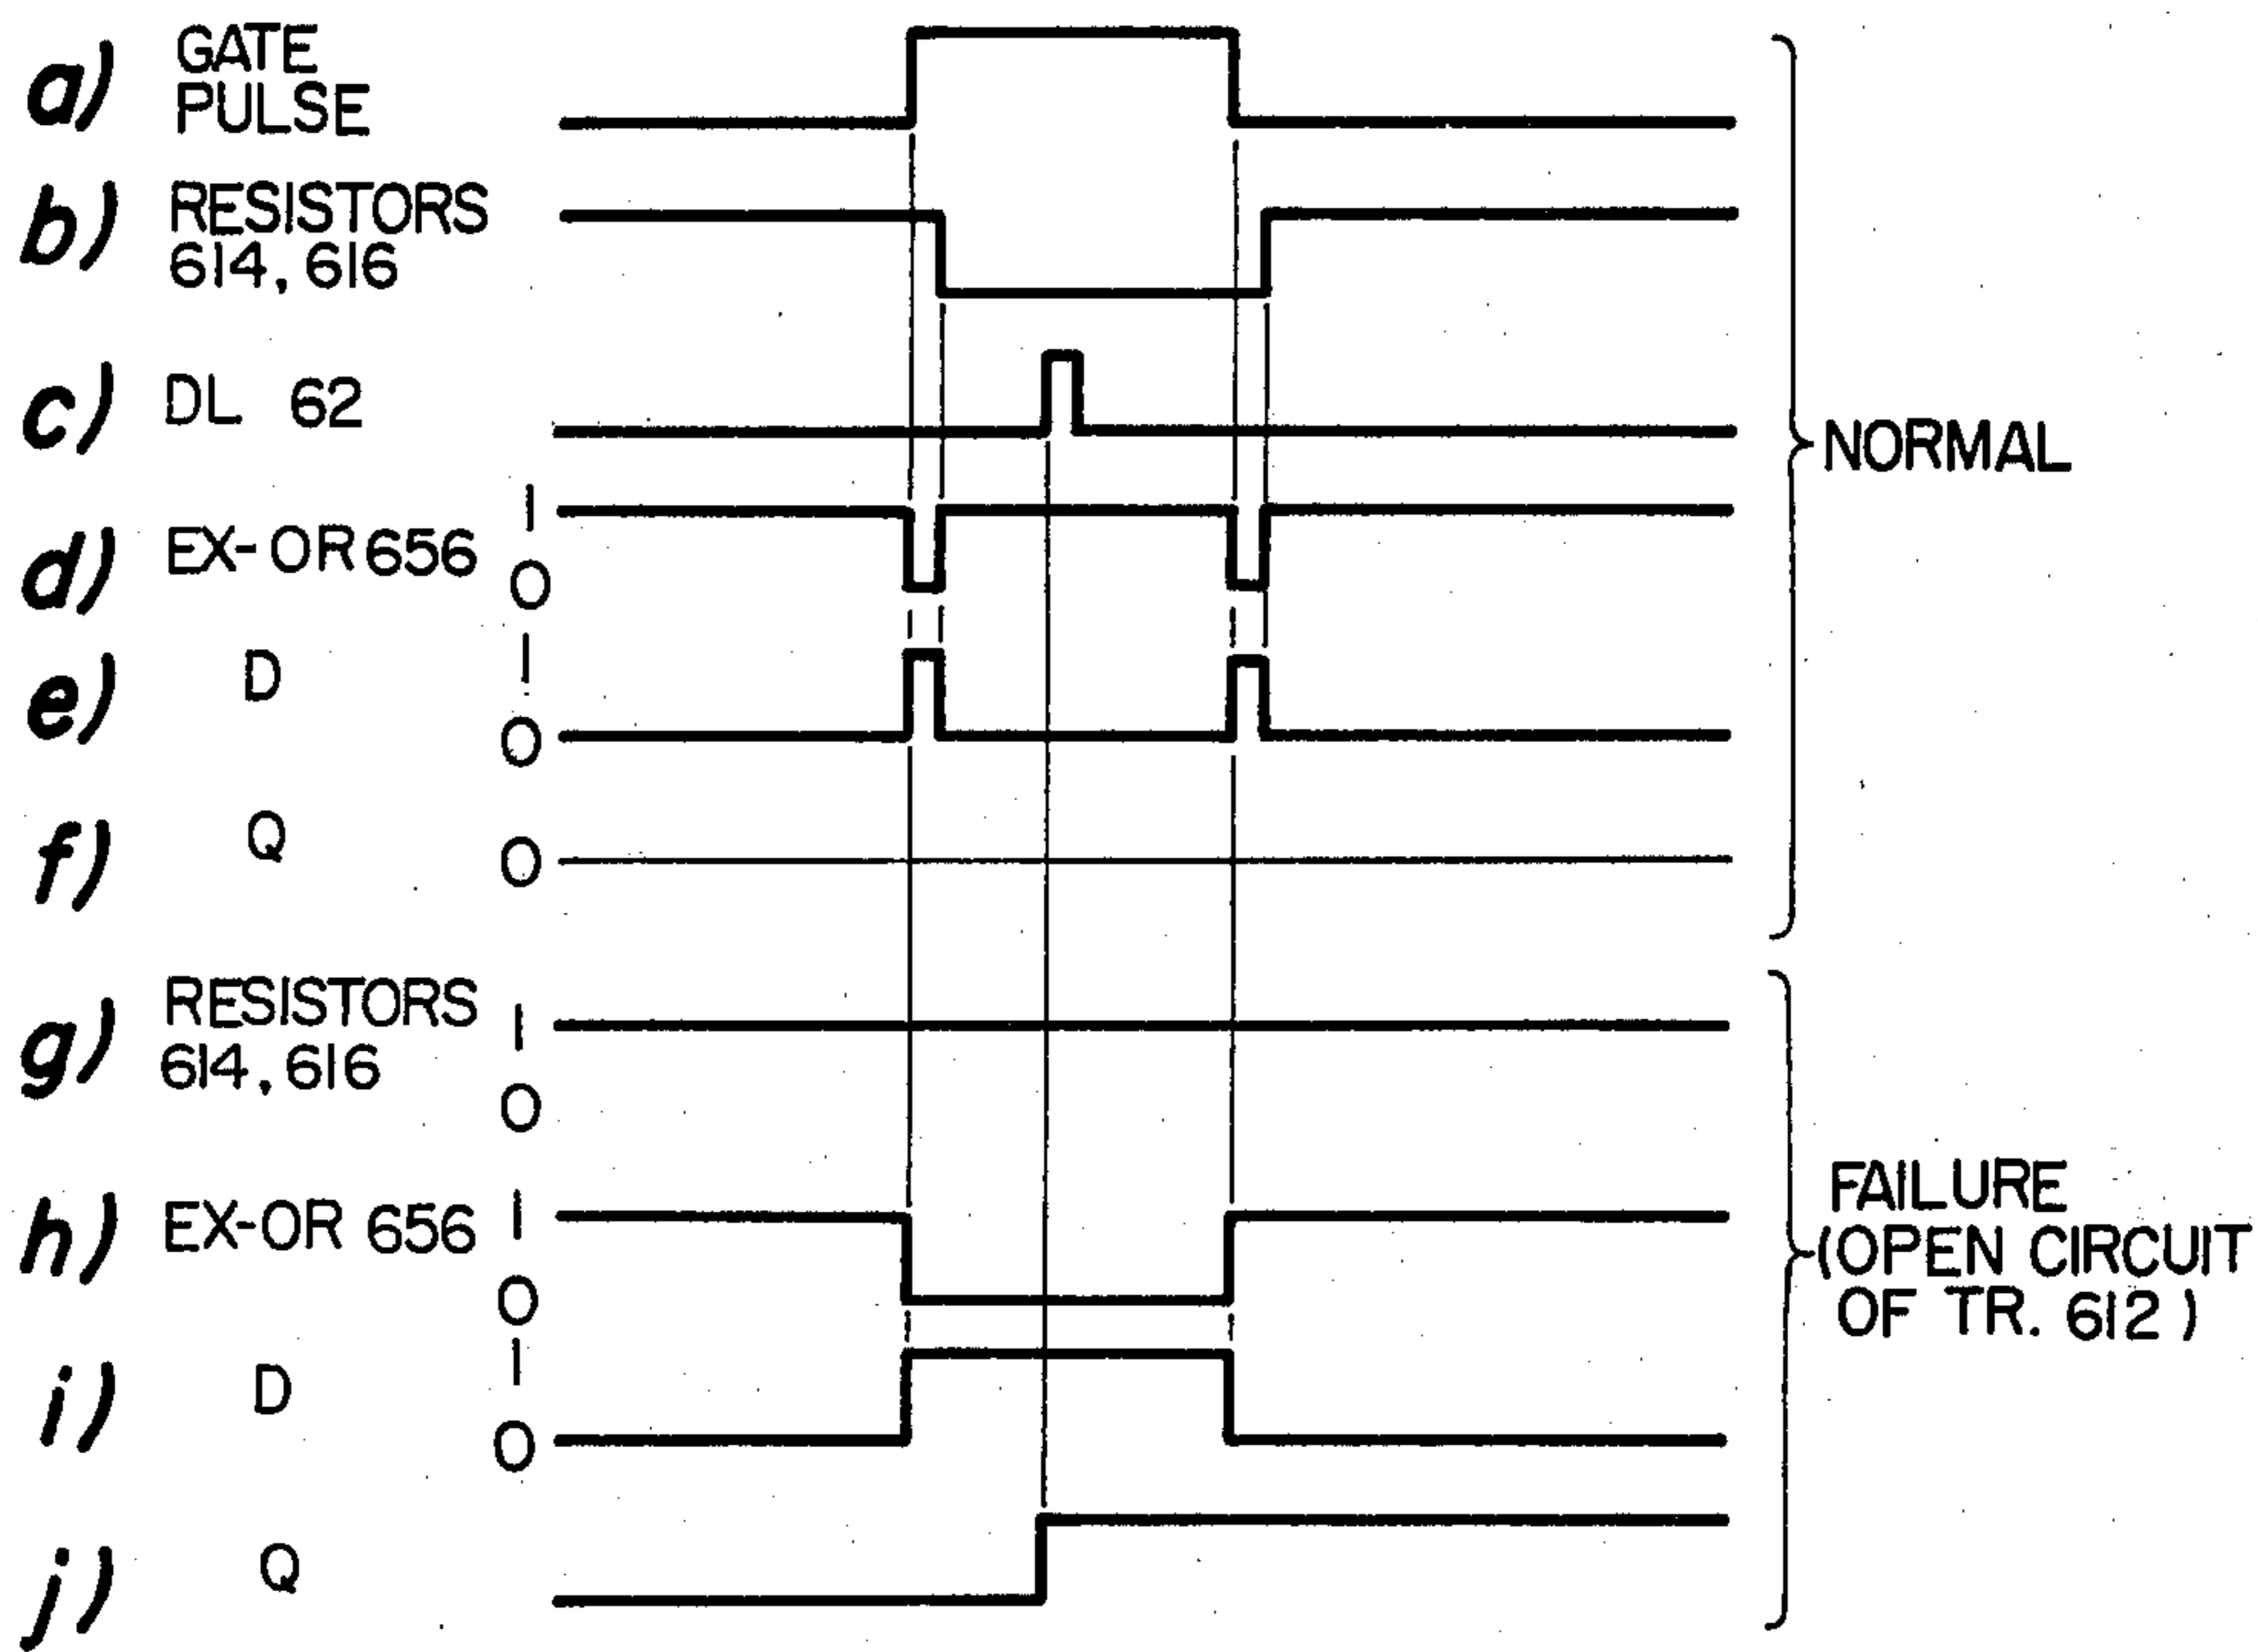 a) GATE
PULSE
b) RESISTORS
614, 616
c) DL 62
NORMAL
1
d) EX-OR 656
0
1
e) D
0
f) Q 0
g) RESISTORS 1
614, 616
0
FAILURE
(OPEN CIRCUIT
OF TR. 612)
h) EX-OR 656 1
0
1
i) D
0
j) Q